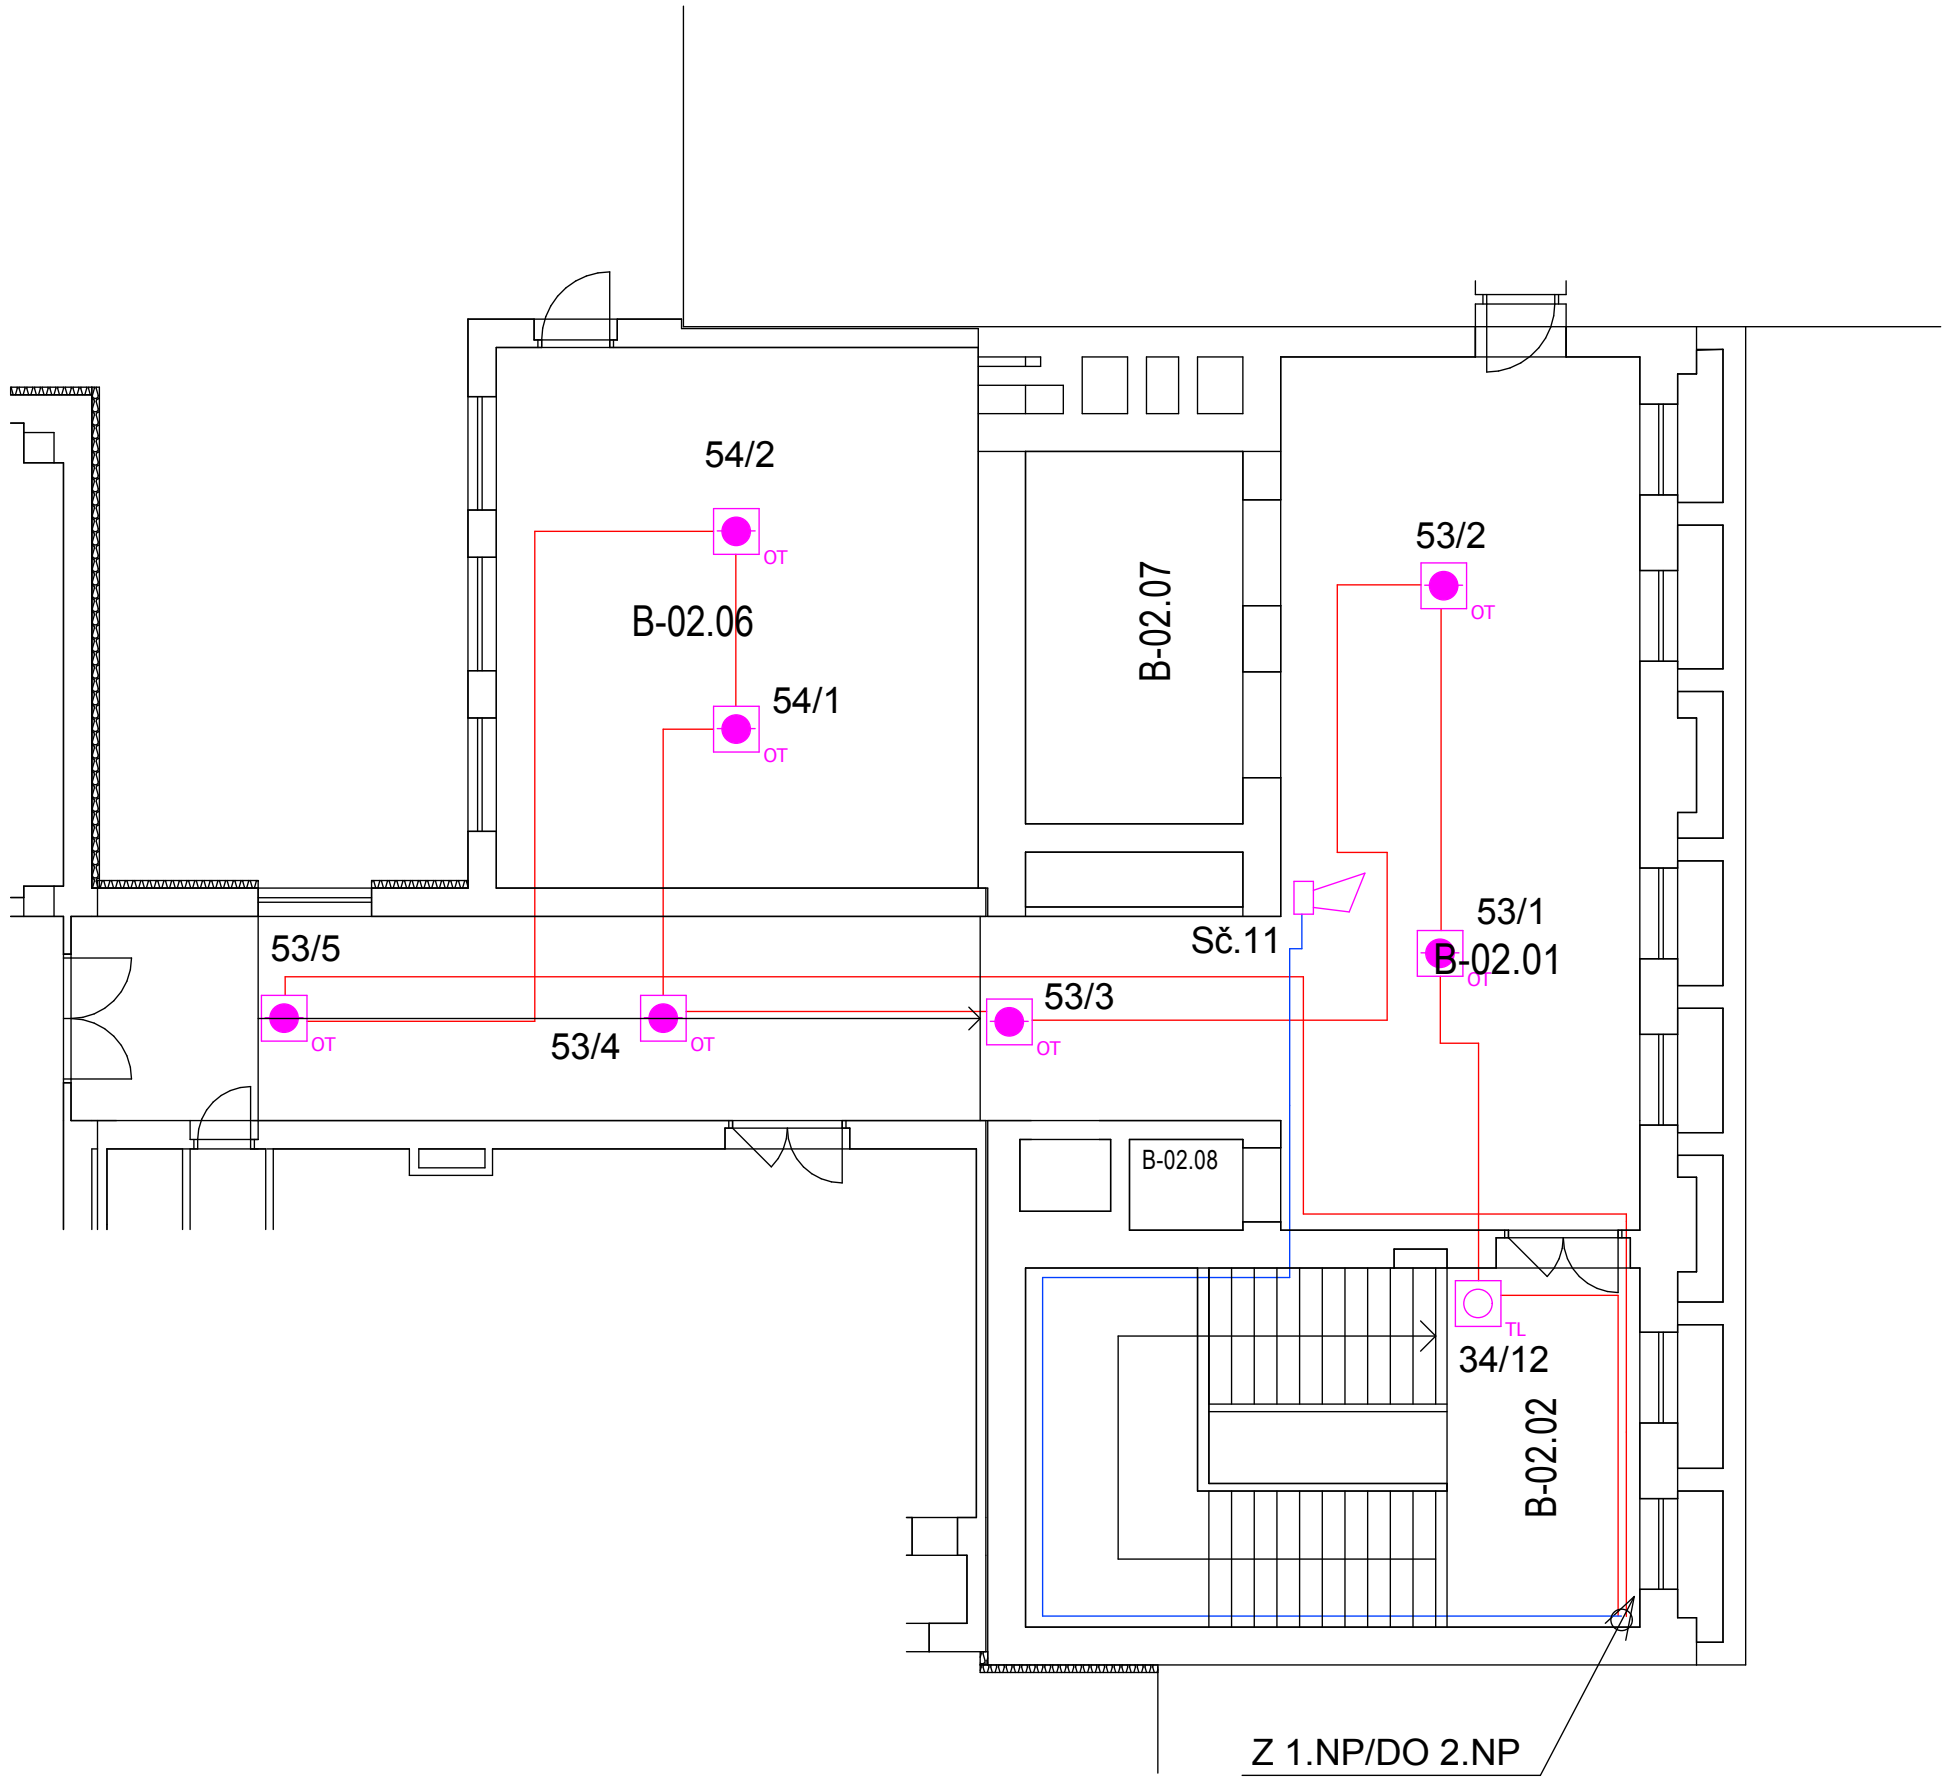 54/2
OT
B-02.06
54/1
OT
B-02.07
53/2
OT
53/1
B-02.01
OT
Sč.11
53/5
OT
53/4
OT
53/3
OT
B-02.08
TL
34/12
B-02.02
Z 1.NP/DO 2.NP